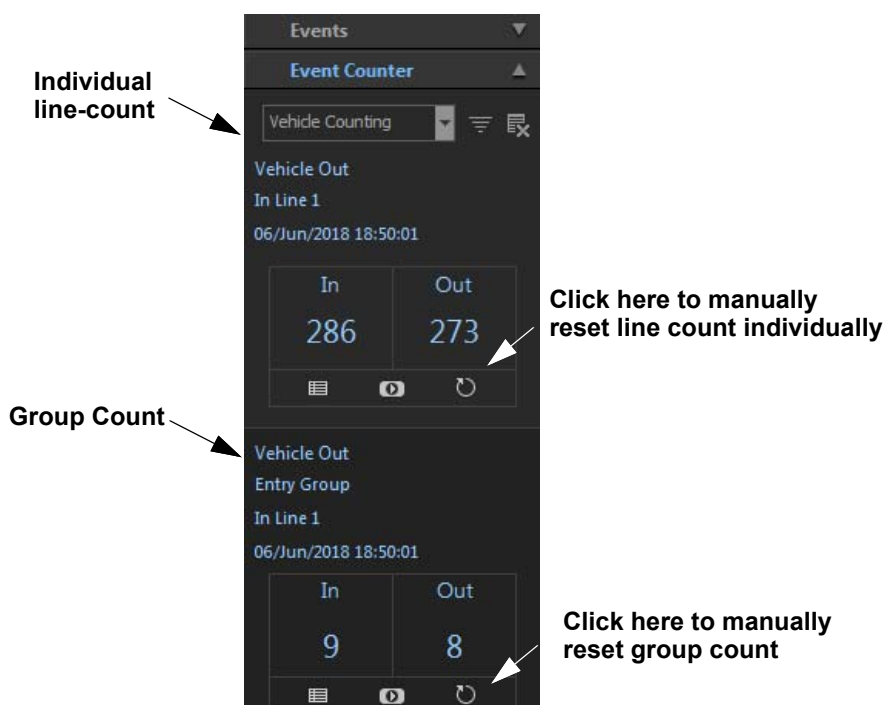 Events
Event Counter
Individual
line-count
Vehicle Counting
Vehicle Out
In Line 1
06/Jun/2018 18:50:01
In Out
286 273
Click here to manually
reset line count individually
Group Count
Vehicle Out
Entry Group
In Line 1
06/Jun/2018 18:50:01
In Out
9 8
Click here to manually
reset group count